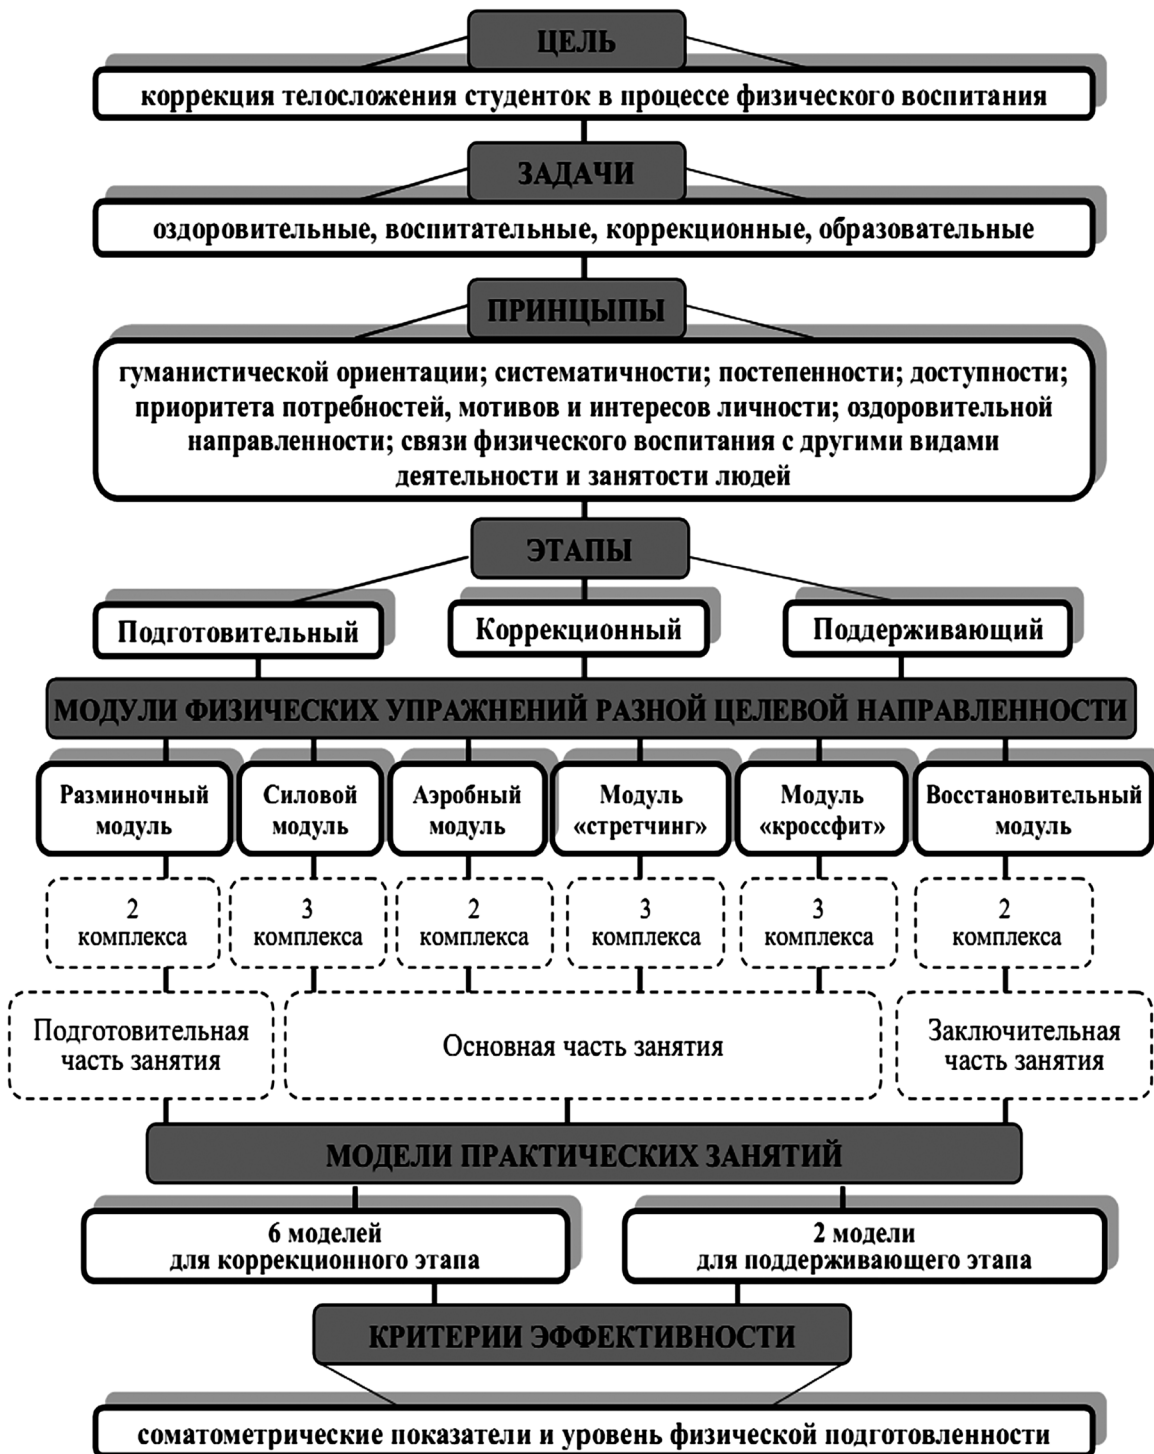 ЦЕЛЬ
коррекция телосложения студенток в процессе физического воспитания
ЗАДАЧИ
оздоровительные, воспитательные, коррекционные, образовательные
ПРИНЦЫПЫ
гуманистической ориентации; систематичности; постепенности; доступности;
приоритета потребностей, мотивов и интересов личности; оздоровительной
направленности; связи физического воспитания с другими видами
деятельности и занятости людей
ЭТАПЫ
Подготовительный
Коррекционный
Поддерживающий
МОДУЛИ ФИЗИЧЕСКИХ УПРАЖНЕНИЙ РАЗНОЙ ЦЕЛЕВОЙ НАПРАВЛЕННОСТИ
Разминочный
модуль
Силовой
модуль
Аэробный
модуль
Модуль
«стретчинг»
Модуль
«кроссфит»
Восстановительный
модуль
2
комплекса
3
комплекса
2
комплекса
3
комплекса
3
комплекса
2
комплекса
Подготовительная
часть занятия
Основная часть занятия
Заключительная
часть занятия
МОДЕЛИ ПРАКТИЧЕСКИХ ЗАНЯТИЙ
6 моделей
для коррекционного этапа
2 модели
для поддерживающего этапа
КРИТЕРИИ ЭФФЕКТИВНОСТИ
соматометрические показатели и уровень физической подготовленности